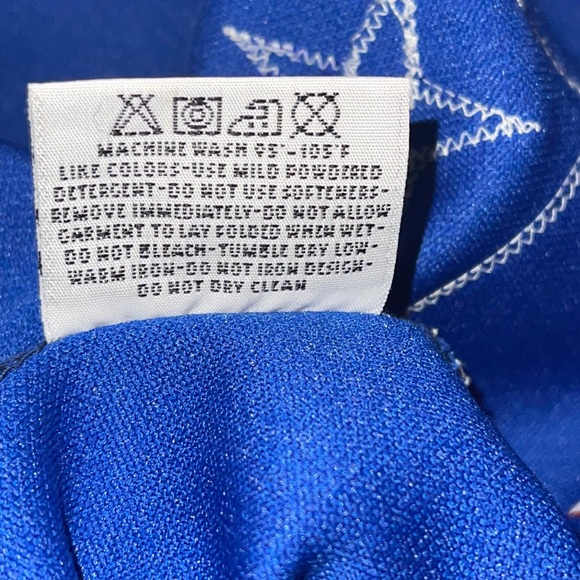 MACHINE WASH 95°-105°F
LIKE COLORS-USE MILD POWDERED
DETERGENT-DO NOT USE SOFTENERS-
REMOVE IMMEDIATELY-DO NOT ALLOW
GARMENT TO LAY FOLDED WHEN WET-
DO NOT BLEACH-TUMBLE DRY LOW-
WARM IRON-DO NOT IRON DESIGN-
DO NOT DRY CLEAN